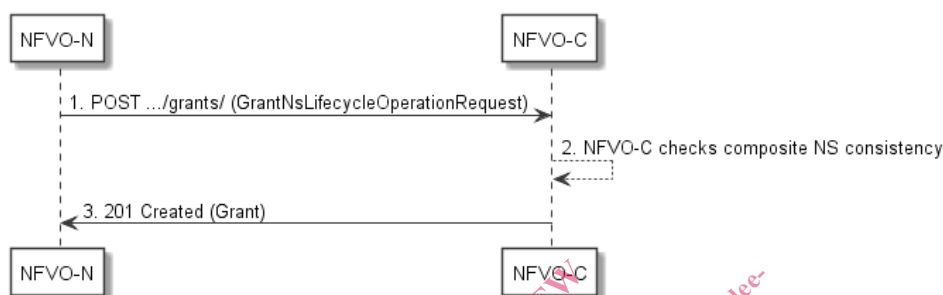 NFVO-N NFVO-C
1. POST .../grants/ (GrantNsLifecycleOperationRequest)
2. NFVO-C checks composite NS consistency
3. 201 Created (Grant)
NFVO-N NFVO-C